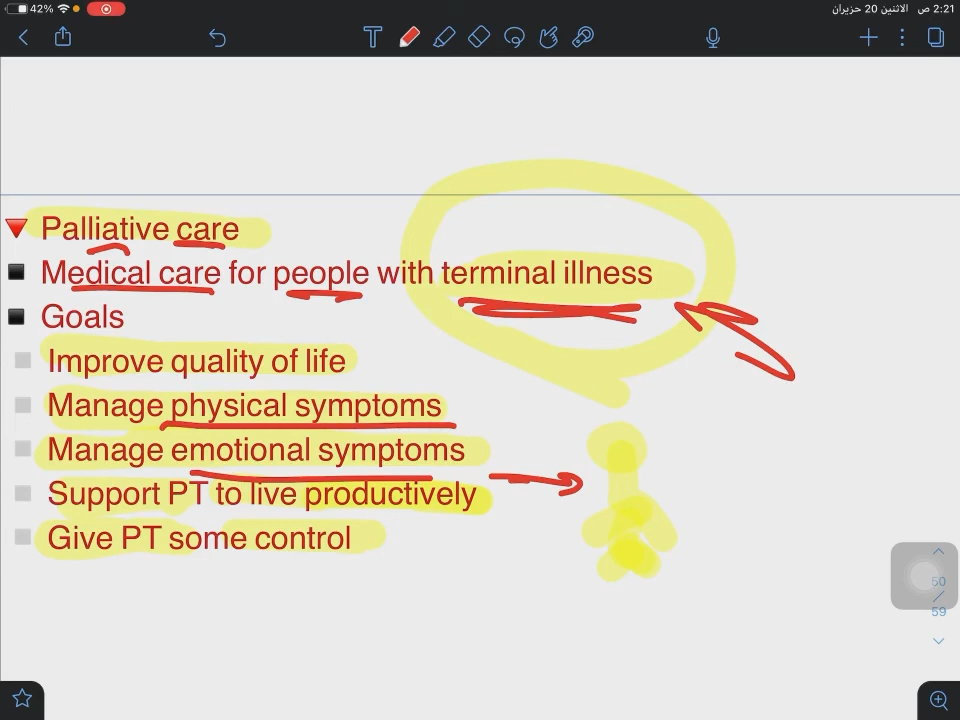 42% 2:21 ص الاثنين 20 حزيران
T
Palliative care
Medical care for people with terminal illness
Goals
Improve quality of life
Manage physical symptoms
Manage emotional symptoms
Support PT to live productively
Give PT some control
50
/
59